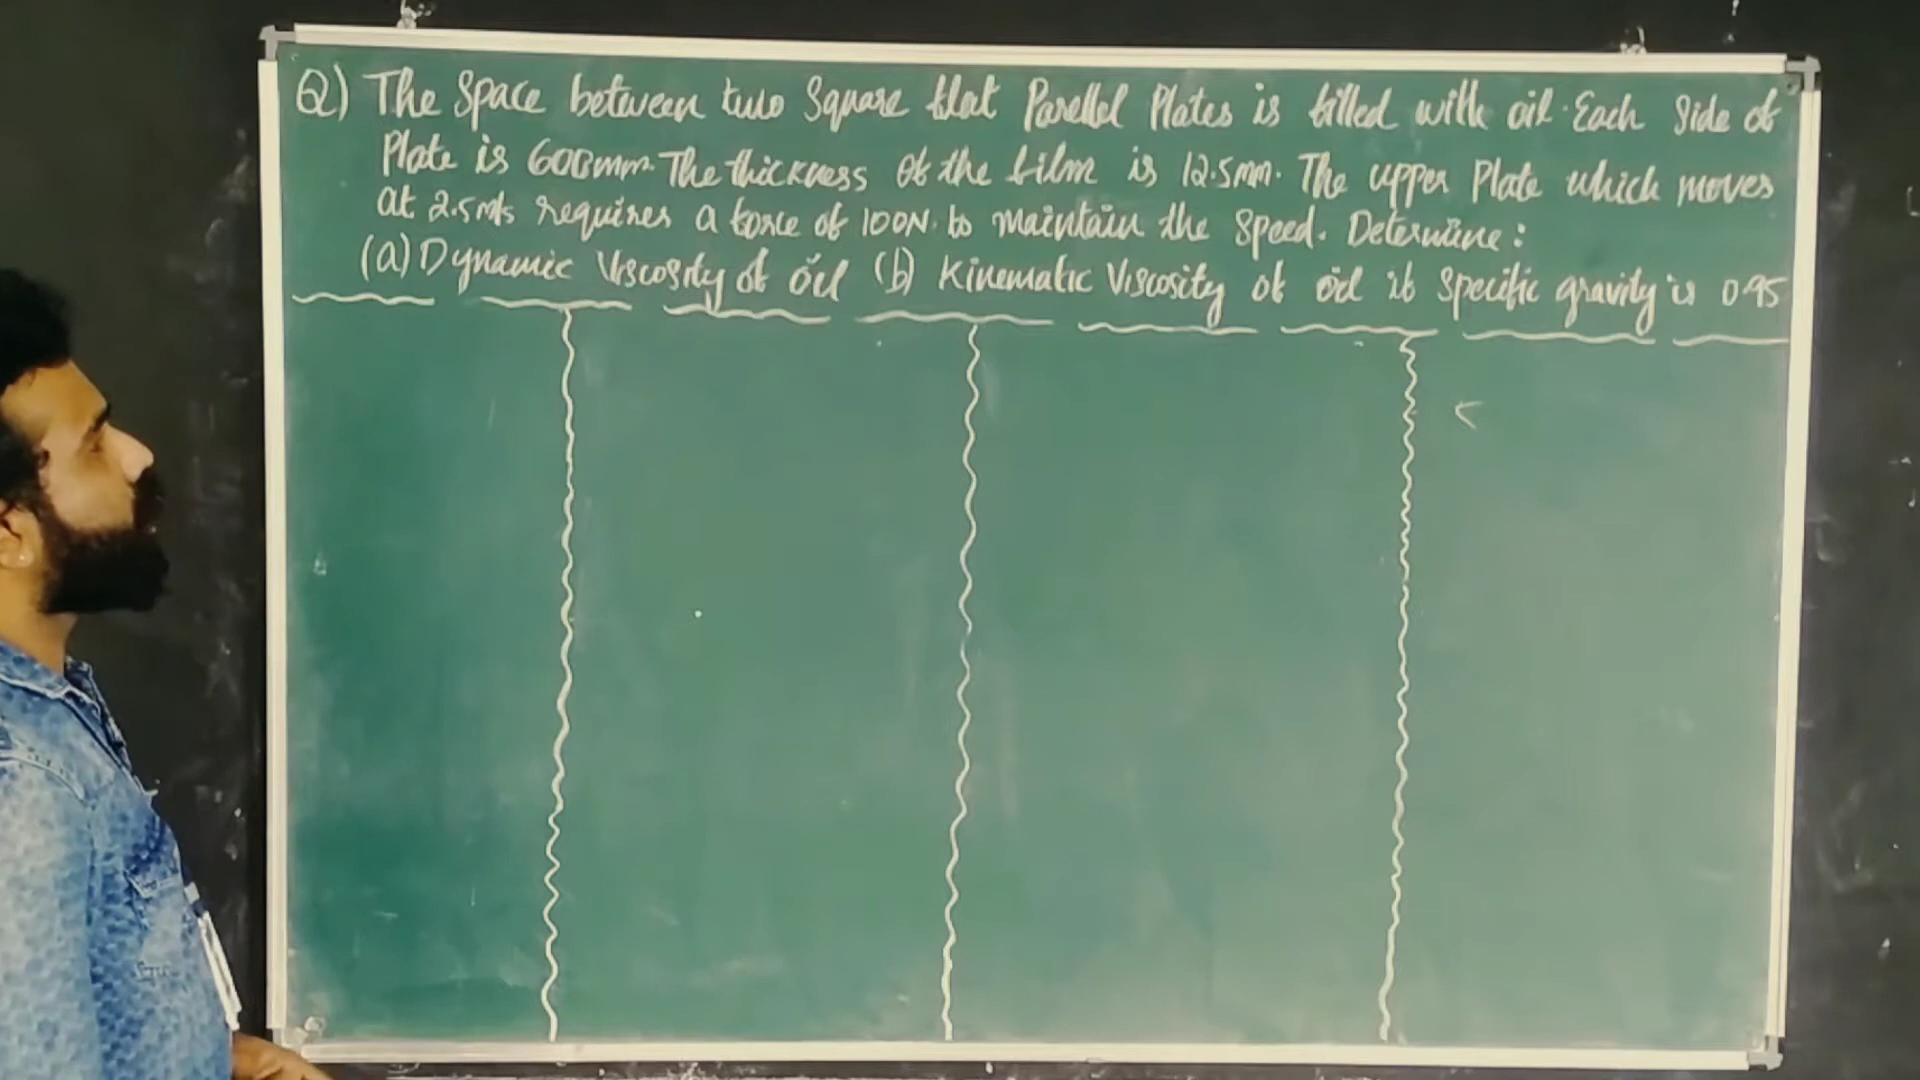 Q) The Space between two Square flat Parellel Plates is filled with oil. Each Side of
Plate is 600mm. The thickness of the film is 12.5mm. The upper Plate which moves
at 2.5m/s requires a force of 100N. to maintain the Speed. Determine:
(a) Dynamic Viscosity of oil (b) Kinematic Viscosity of oil if Specific gravity is 0.95